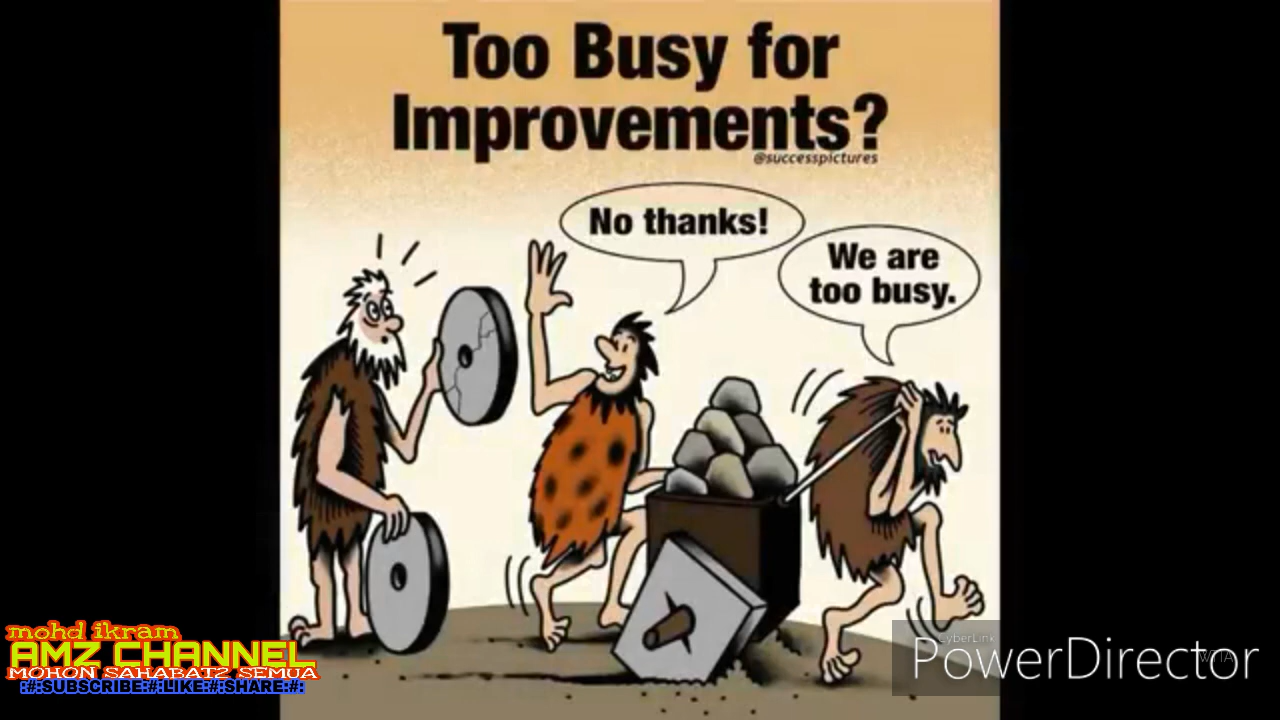 Too Busy for
Improvements?
@successpictures
No thanks!
We are
too busy.
mohd ikram
AMZ CHANNEL
MOHON SAHABAT2 SEMUA
:#:SUBSCRIBE:#:LIKE:#:SHARE:#:
CyberLink
PowerDirector